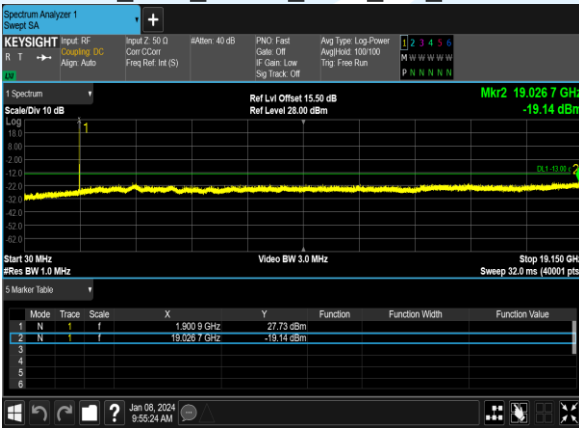 Spectrum Analyzer 1
Swept SA
+
KEYSIGHT Input: RF Input Z: 50 Ω #Atten: 40 dB PNO: Fast Avg Type: Log-Power 1 2 3 4 5 6
R T Coupling: DC Corr CCorr Gate: Off Avg|Hold: 100/100 M W W W W W
Align: Auto Freq Ref: Int (S) IF Gain: Low Trig: Free Run
Sig Track: Off P N N N N N
1 Spectrum Ref Lvl Offset 15.50 dB Mkr2 19.026 7 GHz
Scale/Div 10 dB Ref Level 28.00 dBm -19.14 dBm
Log
18.0
8.00
-2.00
-12.0
-22.0
-32.0
-42.0
-52.0
-62.0
1
DL1 -13.00
2
Start 30 MHz Video BW 3.0 MHz Stop 19.150 GHz
#Res BW 1.0 MHz Sweep 32.0 ms (40001 pts
5 Marker Table
Mode Trace Scale X Y Function Function Width Function Value
1 N 1 f 1.900 9 GHz 27.73 dBm
2 N 1 f 19.026 7 GHz -19.14 dBm
3
4
5
6
? Jan 08, 2024
9:55:24 AM